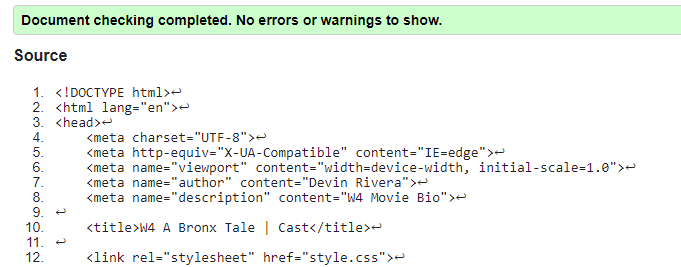 Document checking completed. No errors or warnings to show.
Source
1. <!DOCTYPE html>↩
2. <html lang="en">↩
3. <head>↩
4.     <meta charset="UTF-8">↩
5.     <meta http-equiv="X-UA-Compatible" content="IE=edge">↩
6.     <meta name="viewport" content="width=device-width, initial-scale=1.0">↩
7.     <meta name="author" content="Devin Rivera">↩
8.     <meta name="description" content="W4 Movie Bio">↩
9. ↩
10.     <title>W4 A Bronx Tale | Cast</title>↩
11. ↩
12.     <link rel="stylesheet" href="style.css">↩